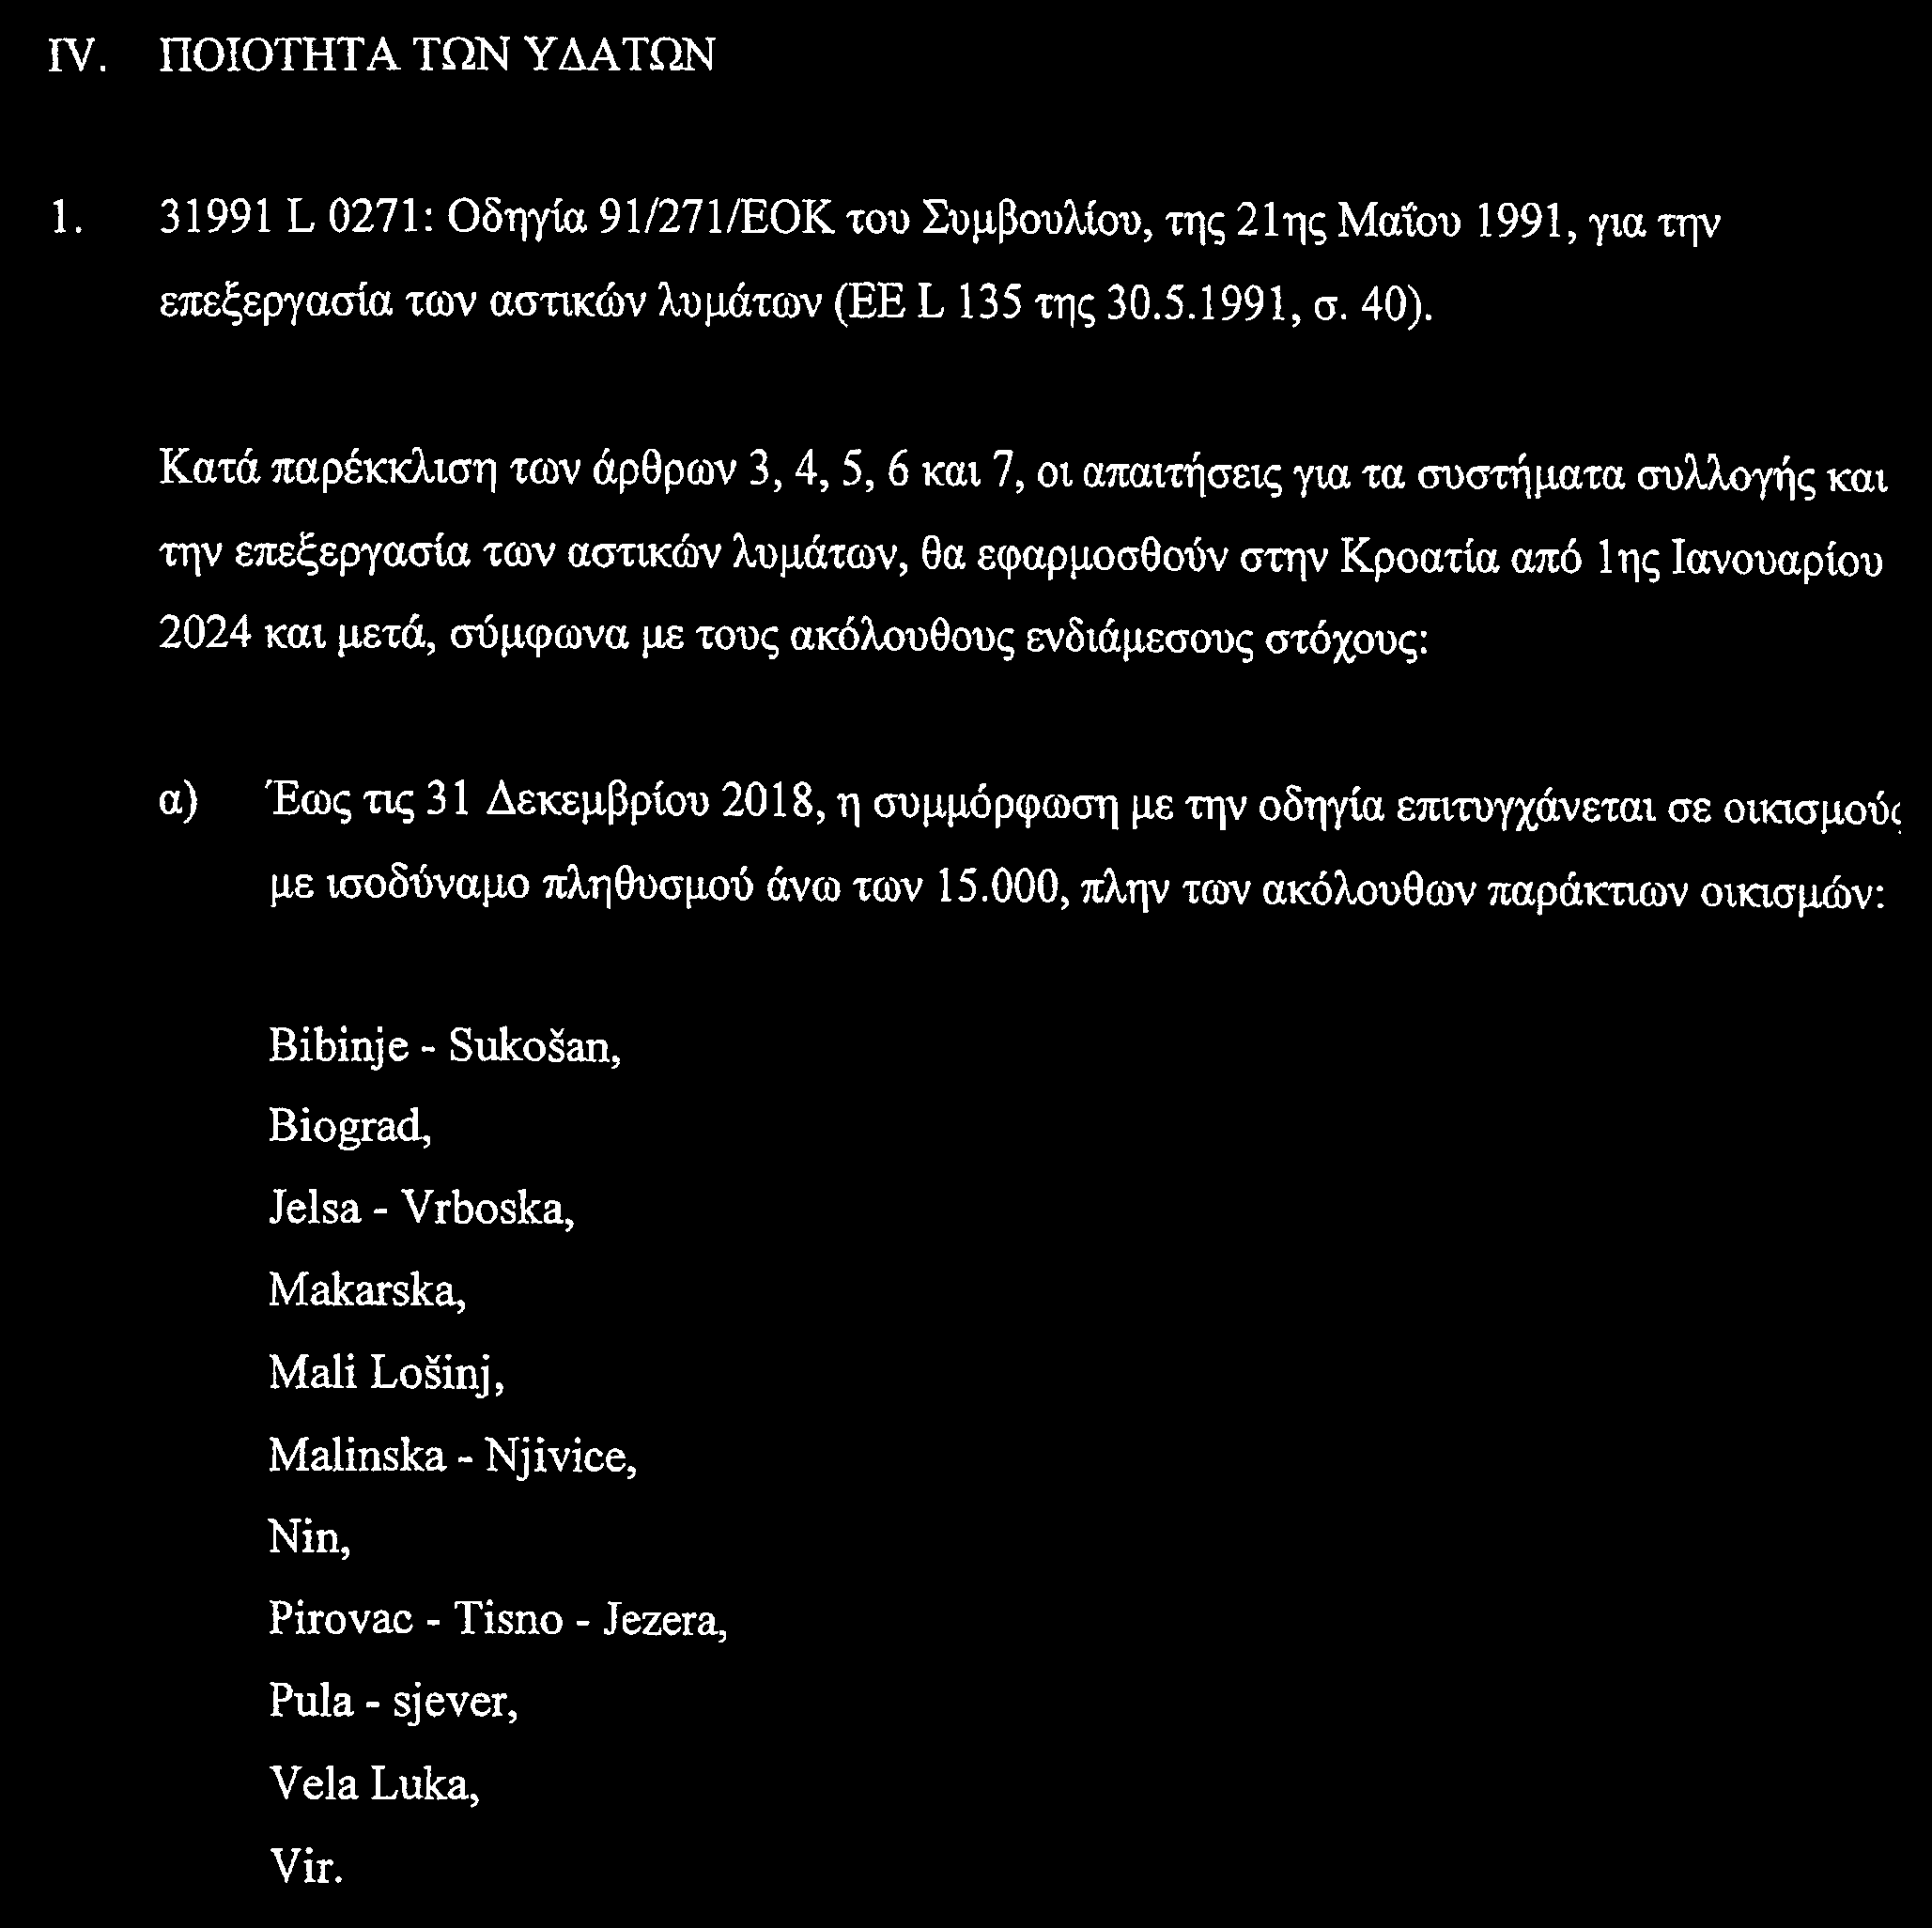 IV. ΠΟΙΟΤΗΤΑ ΤΩΝ ΥΔΑΤΩΝ
1. 31991 L 0271: Οδηγία 91/271/ΕΟΚ του Συμβουλίου, της 21ης Μαΐου 1991, για την
επεξεργασία των αστικών λυμάτων (ΕΕ L 135 της 30.5.1991, σ. 40).
Κατά παρέκκλιση των άρθρων 3, 4, 5, 6 και 7, οι απαιτήσεις για τα συστήματα συλλογής και
την επεξεργασία των αστικών λυμάτων, θα εφαρμοσθούν στην Κροατία από 1ης Ιανουαρίου
2024 και μετά, σύμφωνα με τους ακόλουθους ενδιάμεσους στόχους:
α) Έως τις 31 Δεκεμβρίου 2018, η συμμόρφωση με την οδηγία επιτυγχάνεται σε οικισμούς
με ισοδύναμο πληθυσμού άνω των 15.000, πλην των ακόλουθων παράκτιων οικισμών:
Bibinje - Sukošan,
Biograd,
Jelsa - Vrboska,
Makarska,
Mali Lošinj,
Malinska - Njivice,
Nin,
Pirovac - Tisno - Jezera,
Pula - sjever,
Vela Luka,
Vir.